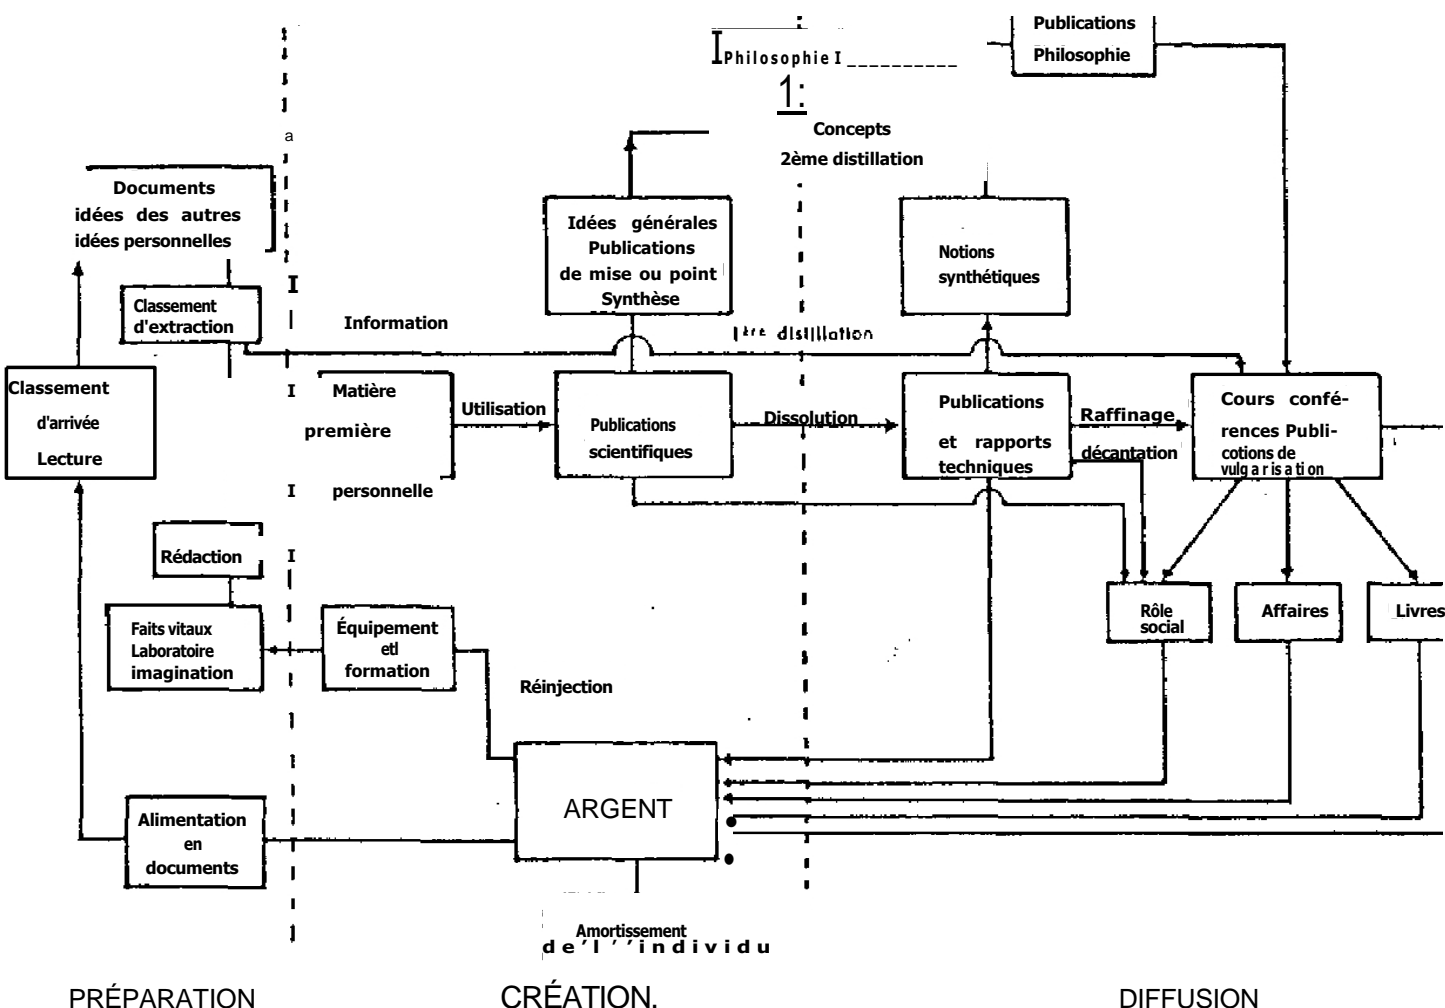 Publications
Philosophie
Philosophie I
1:
Concepts
2ème distillation
a
Documents
idées des autres
idées personnelles
Idées générales
Publications
de mise ou point
Synthèse
Notions
synthétiques
Classement
d'extraction
I
I
Information
1ère distillation
Classement
d'arrivée
Lecture
I
Matière
première
personnelle
I
Utilisation
Publications
scientifiques
Dissolution
Publications
et rapports
techniques
Raffinage
décantation
Cours confé-
rences Publi-
cotions de
vulgarisation
Rédaction
I
Faits vitaux
Laboratoire
imagination
Équipement
etl
formation
Réinjection
Rôle
social
Affaires
Livres
ARGENT
Alimentation
en
documents
Amortissement
de'l''individu
PRÉPARATION
CRÉATION.
DIFFUSION